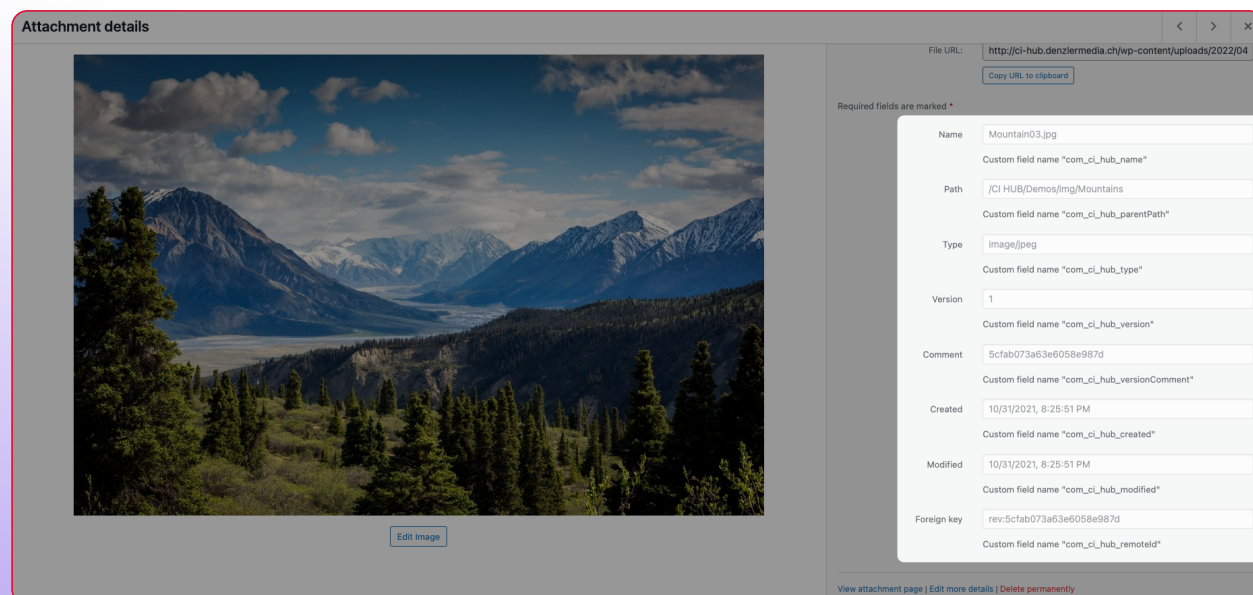 Attachment details
File URL:
http://ci-hub.denzlermedia.ch/wp-content/uploads/2022/04
Copy URL to clipboard
Required fields are marked *
Name
Mountain03.jpg
Custom field name "com_ci_hub_name"
Path
/CI HUB/Demos/img/Mountains
Custom field name "com_ci_hub_parentPath"
Type
image/jpeg
Custom field name "com_ci_hub_type"
Version
1
Custom field name "com_ci_hub_version"
Comment
5cfab073a63e6058e987d
Custom field name "com_ci_hub_versionComment"
Created
10/31/2021, 8:25:51 PM
Custom field name "com_ci_hub_created"
Modified
10/31/2021, 8:25:51 PM
Custom field name "com_ci_hub_modified"
Foreign key
rev:5cfab073a63e6058e987d
Custom field name "com_ci_hub_remoteId"
Edit Image
View attachment page | Edit more details | Delete permanently